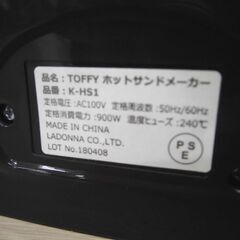 品名: TOFFY ホットサンドメーカー
品番: K-HS1
定格電圧: AC100V 定格周波数: 50Hz/60Hz
定格消費電力: 900W 温度ヒューズ: 240℃
MADE IN CHINA
LADONNA CO.,LTD.
LOT No.180408
P S
E